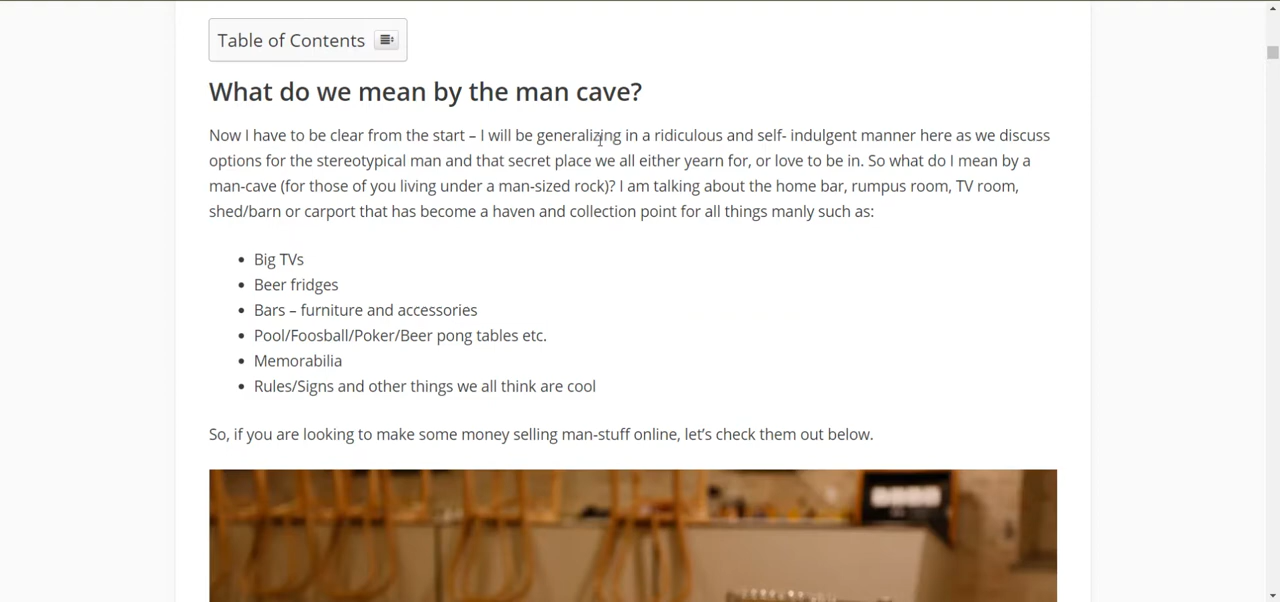 Table of Contents
What do we mean by the man cave?
Now I have to be clear from the start – I will be generalizing in a ridiculous and self- indulgent manner here as we discuss
options for the stereotypical man and that secret place we all either yearn for, or love to be in. So what do I mean by a
man-cave (for those of you living under a man-sized rock)? I am talking about the home bar, rumpus room, TV room,
shed/barn or carport that has become a haven and collection point for all things manly such as:
• Big TVs
• Beer fridges
• Bars – furniture and accessories
• Pool/Foosball/Poker/Beer pong tables etc.
• Memorabilia
• Rules/Signs and other things we all think are cool
So, if you are looking to make some money selling man-stuff online, let's check them out below.